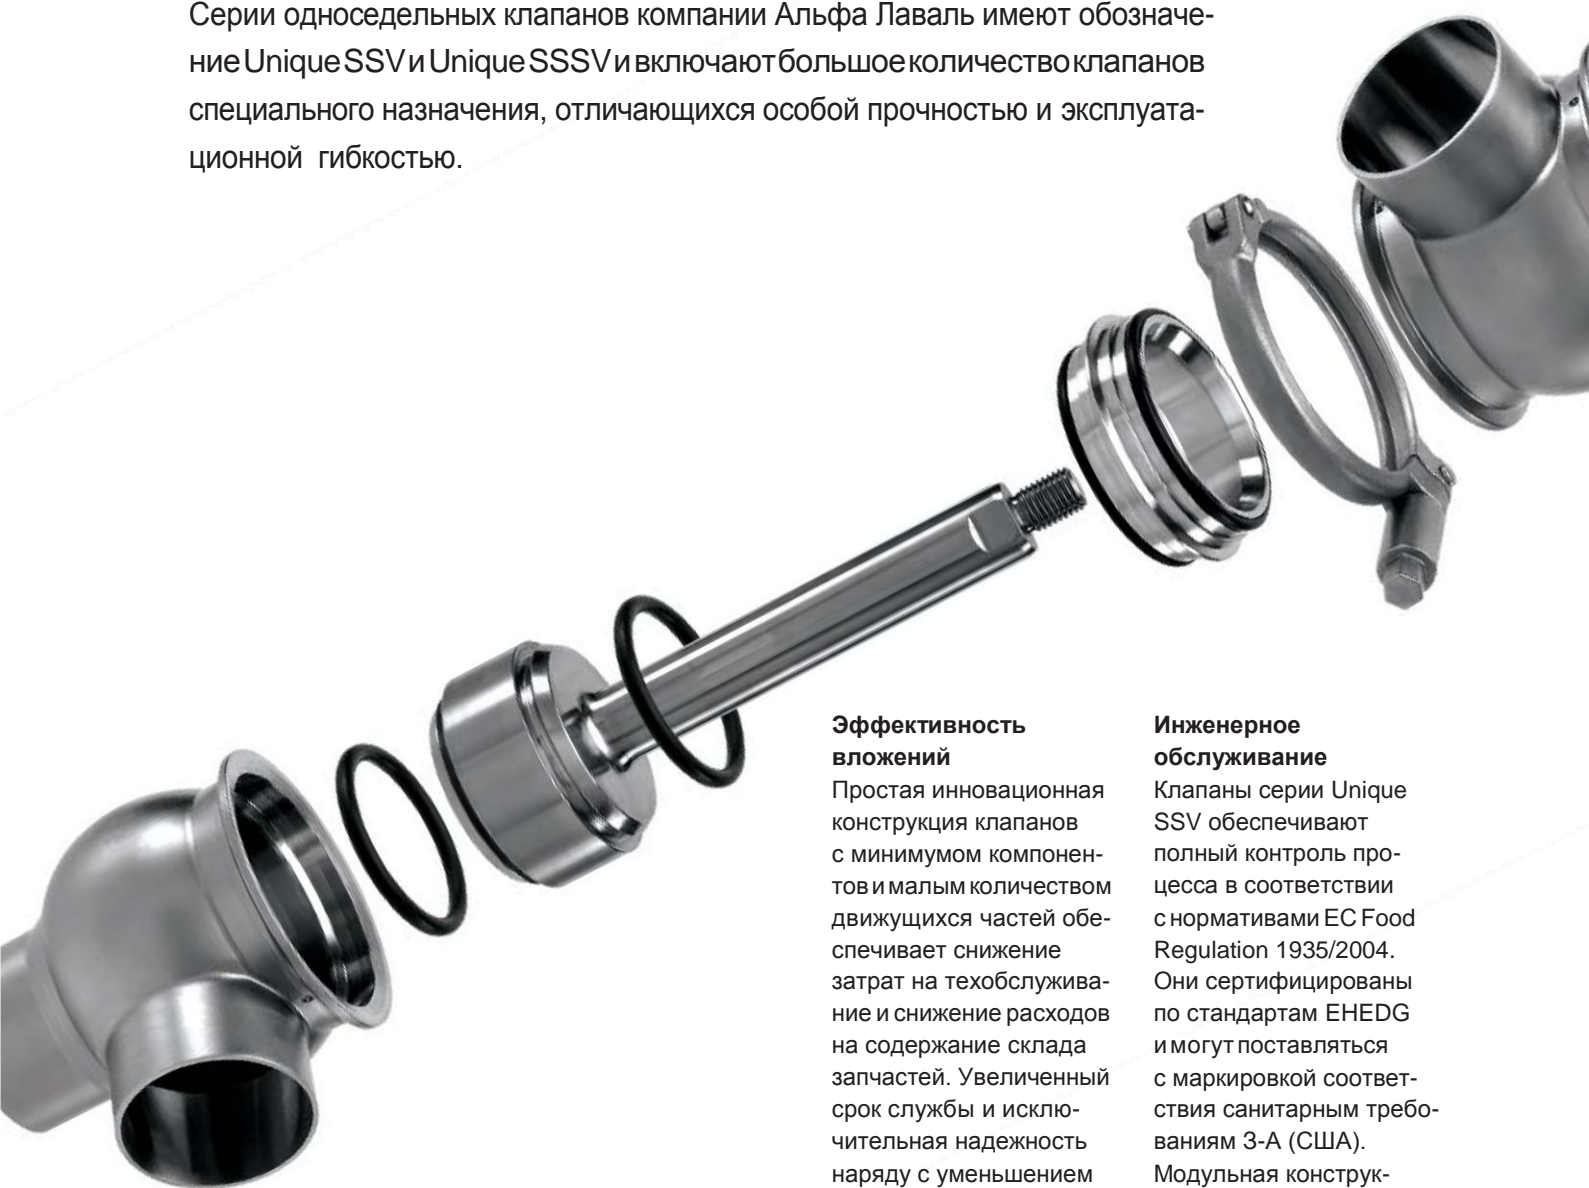 Серии односедельных клапанов компании Альфа Лаваль имеют обозначе-
ние Unique SSV и Unique SSSV и включают большое количество клапанов
специального назначения, отличающихся особой прочностью и эксплуата-
ционной гибкостью.
Эффективность
вложений
Простая инновационная
конструкция клапанов
с минимумом компонен-
тов и малым количеством
движущихся частей обе-
спечивает снижение
затрат на техобслужива-
ние и снижение расходов
на содержание склада
запчастей. Увеличенный
срок службы и исклю-
чительная надежность
наряду с уменьшением
Инженерное
обслуживание
Клапаны серии Unique
SSV обеспечивают
полный контроль про-
цесса в соответствии
с нормативами EC Food
Regulation 1935/2004.
Они сертифицированы
по стандартам EHEDG
и могут поставляться
с маркировкой соответ-
ствия санитарным требо-
ваниям 3-A (США).
Модульная конструк-